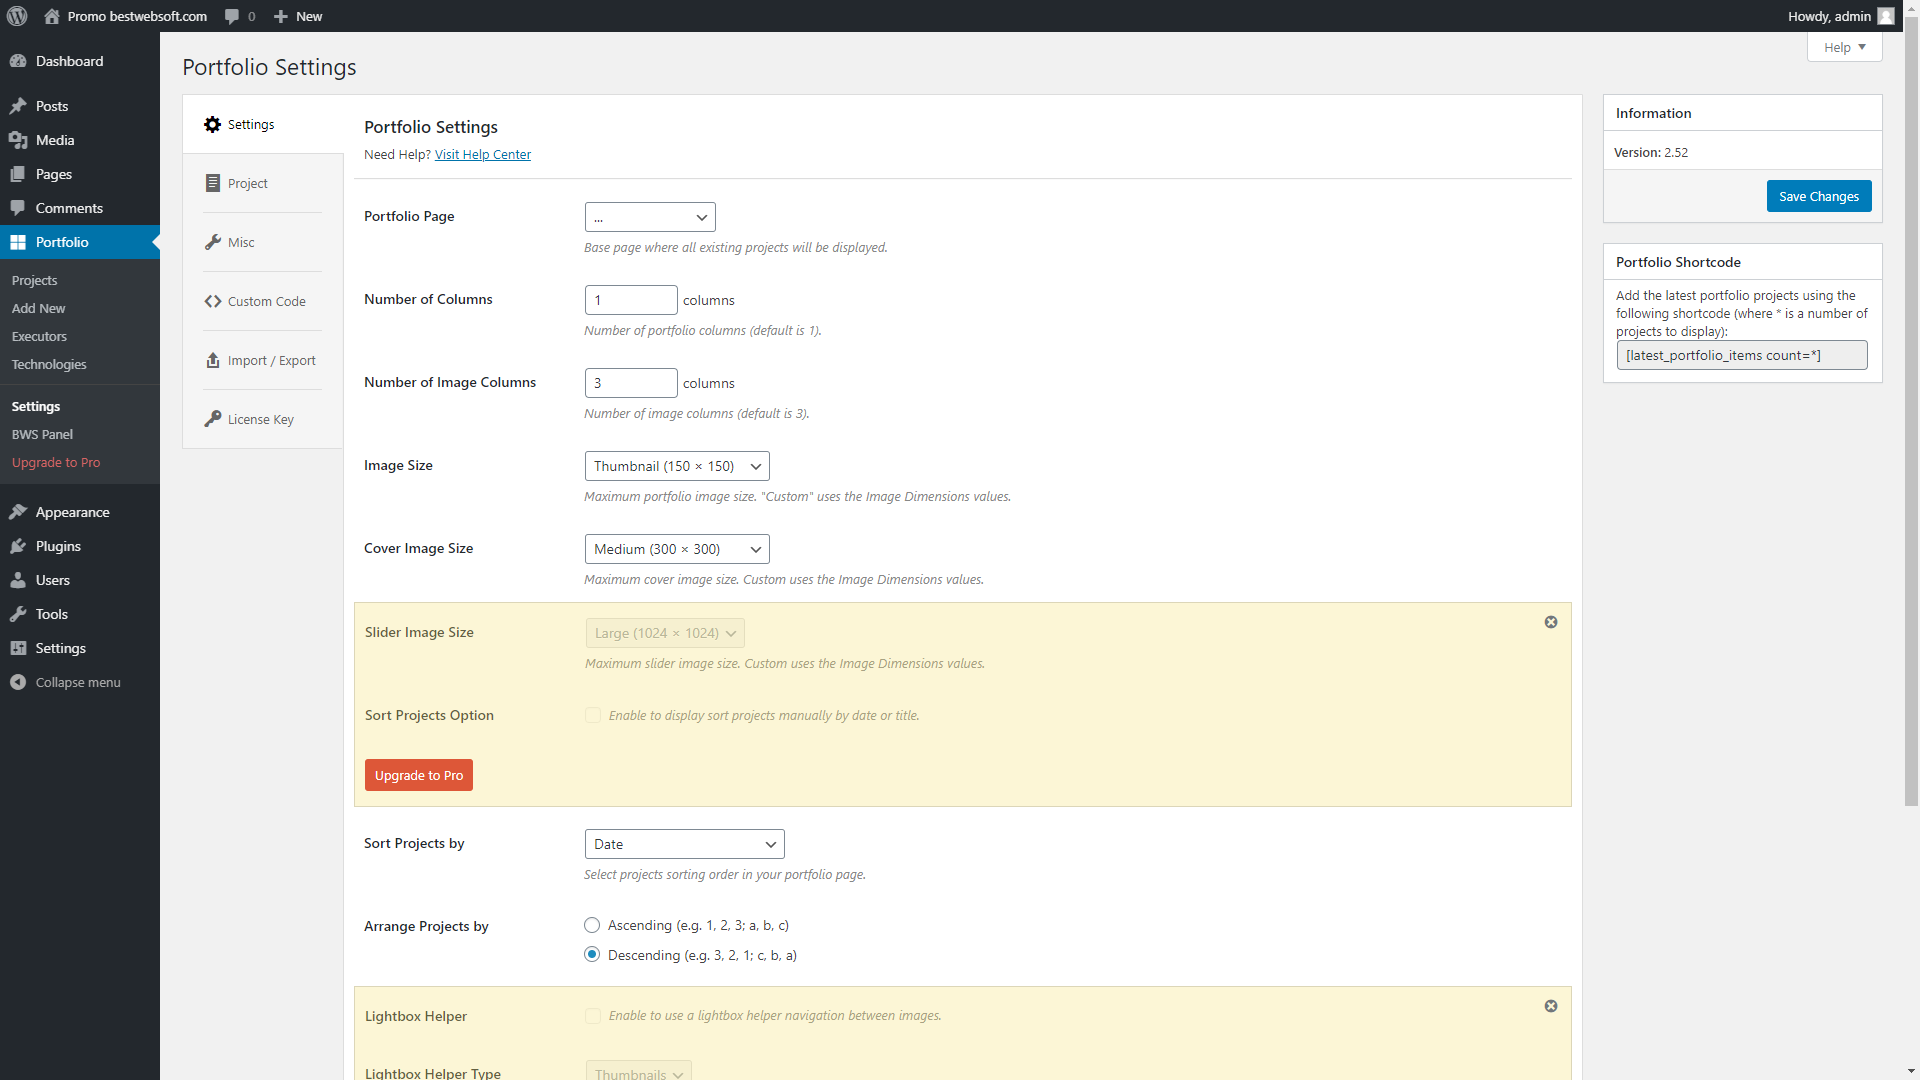 Promo bestwebsoft.com 0 New Howdy, admin
Help
Dashboard
Posts
Media
Pages
Comments
Portfolio
Projects
Add New
Executors
Technologies
Settings
BWS Panel
Upgrade to Pro
Appearance
Plugins
Users
Tools
Settings
Collapse menu
Portfolio Settings
Settings
Project
Misc
Custom Code
Import / Export
License Key
Portfolio Settings
Need Help? Visit Help Center
Portfolio Page ...
Base page where all existing projects will be displayed.
Number of Columns 1 columns
Number of portfolio columns (default is 1).
Number of Image Columns 3 columns
Number of image columns (default is 3).
Image Size Thumbnail (150 × 150)
Maximum portfolio image size. "Custom" uses the Image Dimensions values.
Cover Image Size Medium (300 × 300)
Maximum cover image size. Custom uses the Image Dimensions values.
Slider Image Size Large (1024 × 1024)
Maximum slider image size. Custom uses the Image Dimensions values.
Sort Projects Option Enable to display sort projects manually by date or title.
Upgrade to Pro
Sort Projects by Date
Select projects sorting order in your portfolio page.
Arrange Projects by Ascending (e.g. 1, 2, 3; a, b, c)
Descending (e.g. 3, 2, 1; c, b, a)
Lightbox Helper Enable to use a lightbox helper navigation between images.
Lightbox Helper Type Thumbnails
Information
Version: 2.52
Save Changes
Portfolio Shortcode
Add the latest portfolio projects using the
following shortcode (where * is a number of
projects to display):
[latest_portfolio_items count=*]